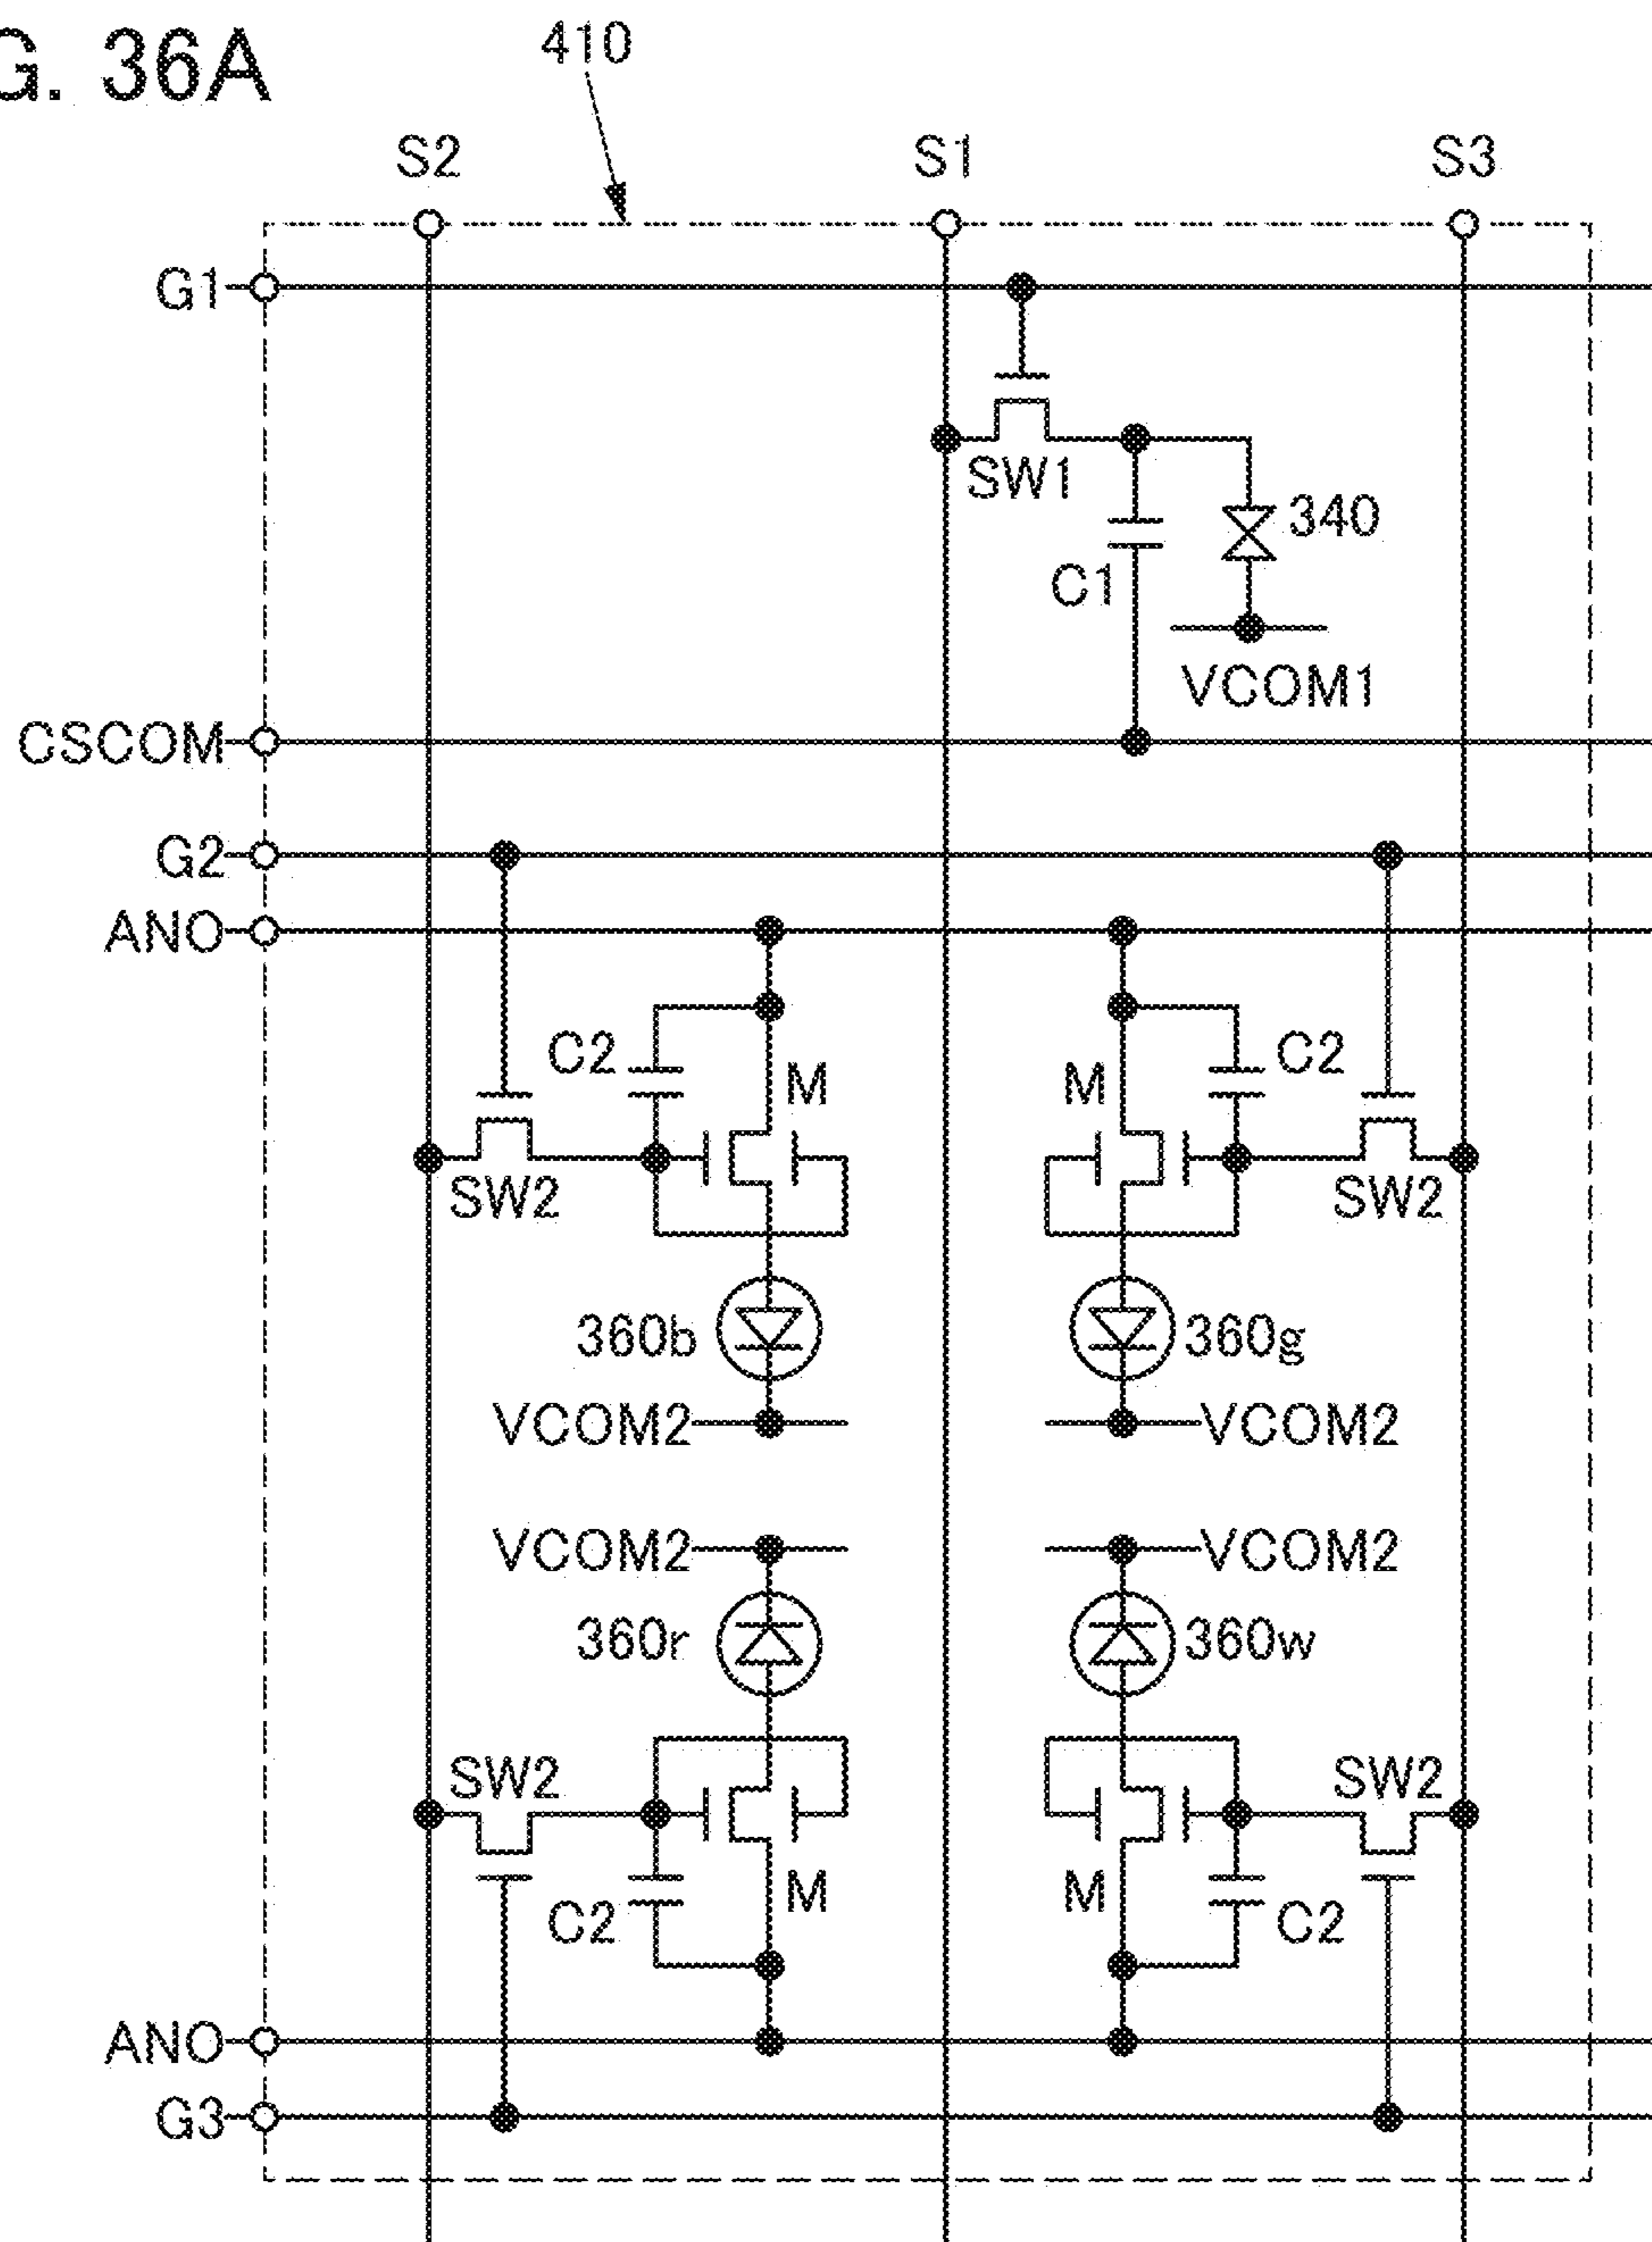 G. 36A
410
S2 S1 S3
G1
SW1
340
C1
VCOM1
CSCOM
G2
ANO
C2 M M C2
SW2 SW2
360b 360g
VCOM2 VCOM2
VCOM2 VCOM2
360r 360w
SW2 SW2
C2 M M C2
ANO
G3